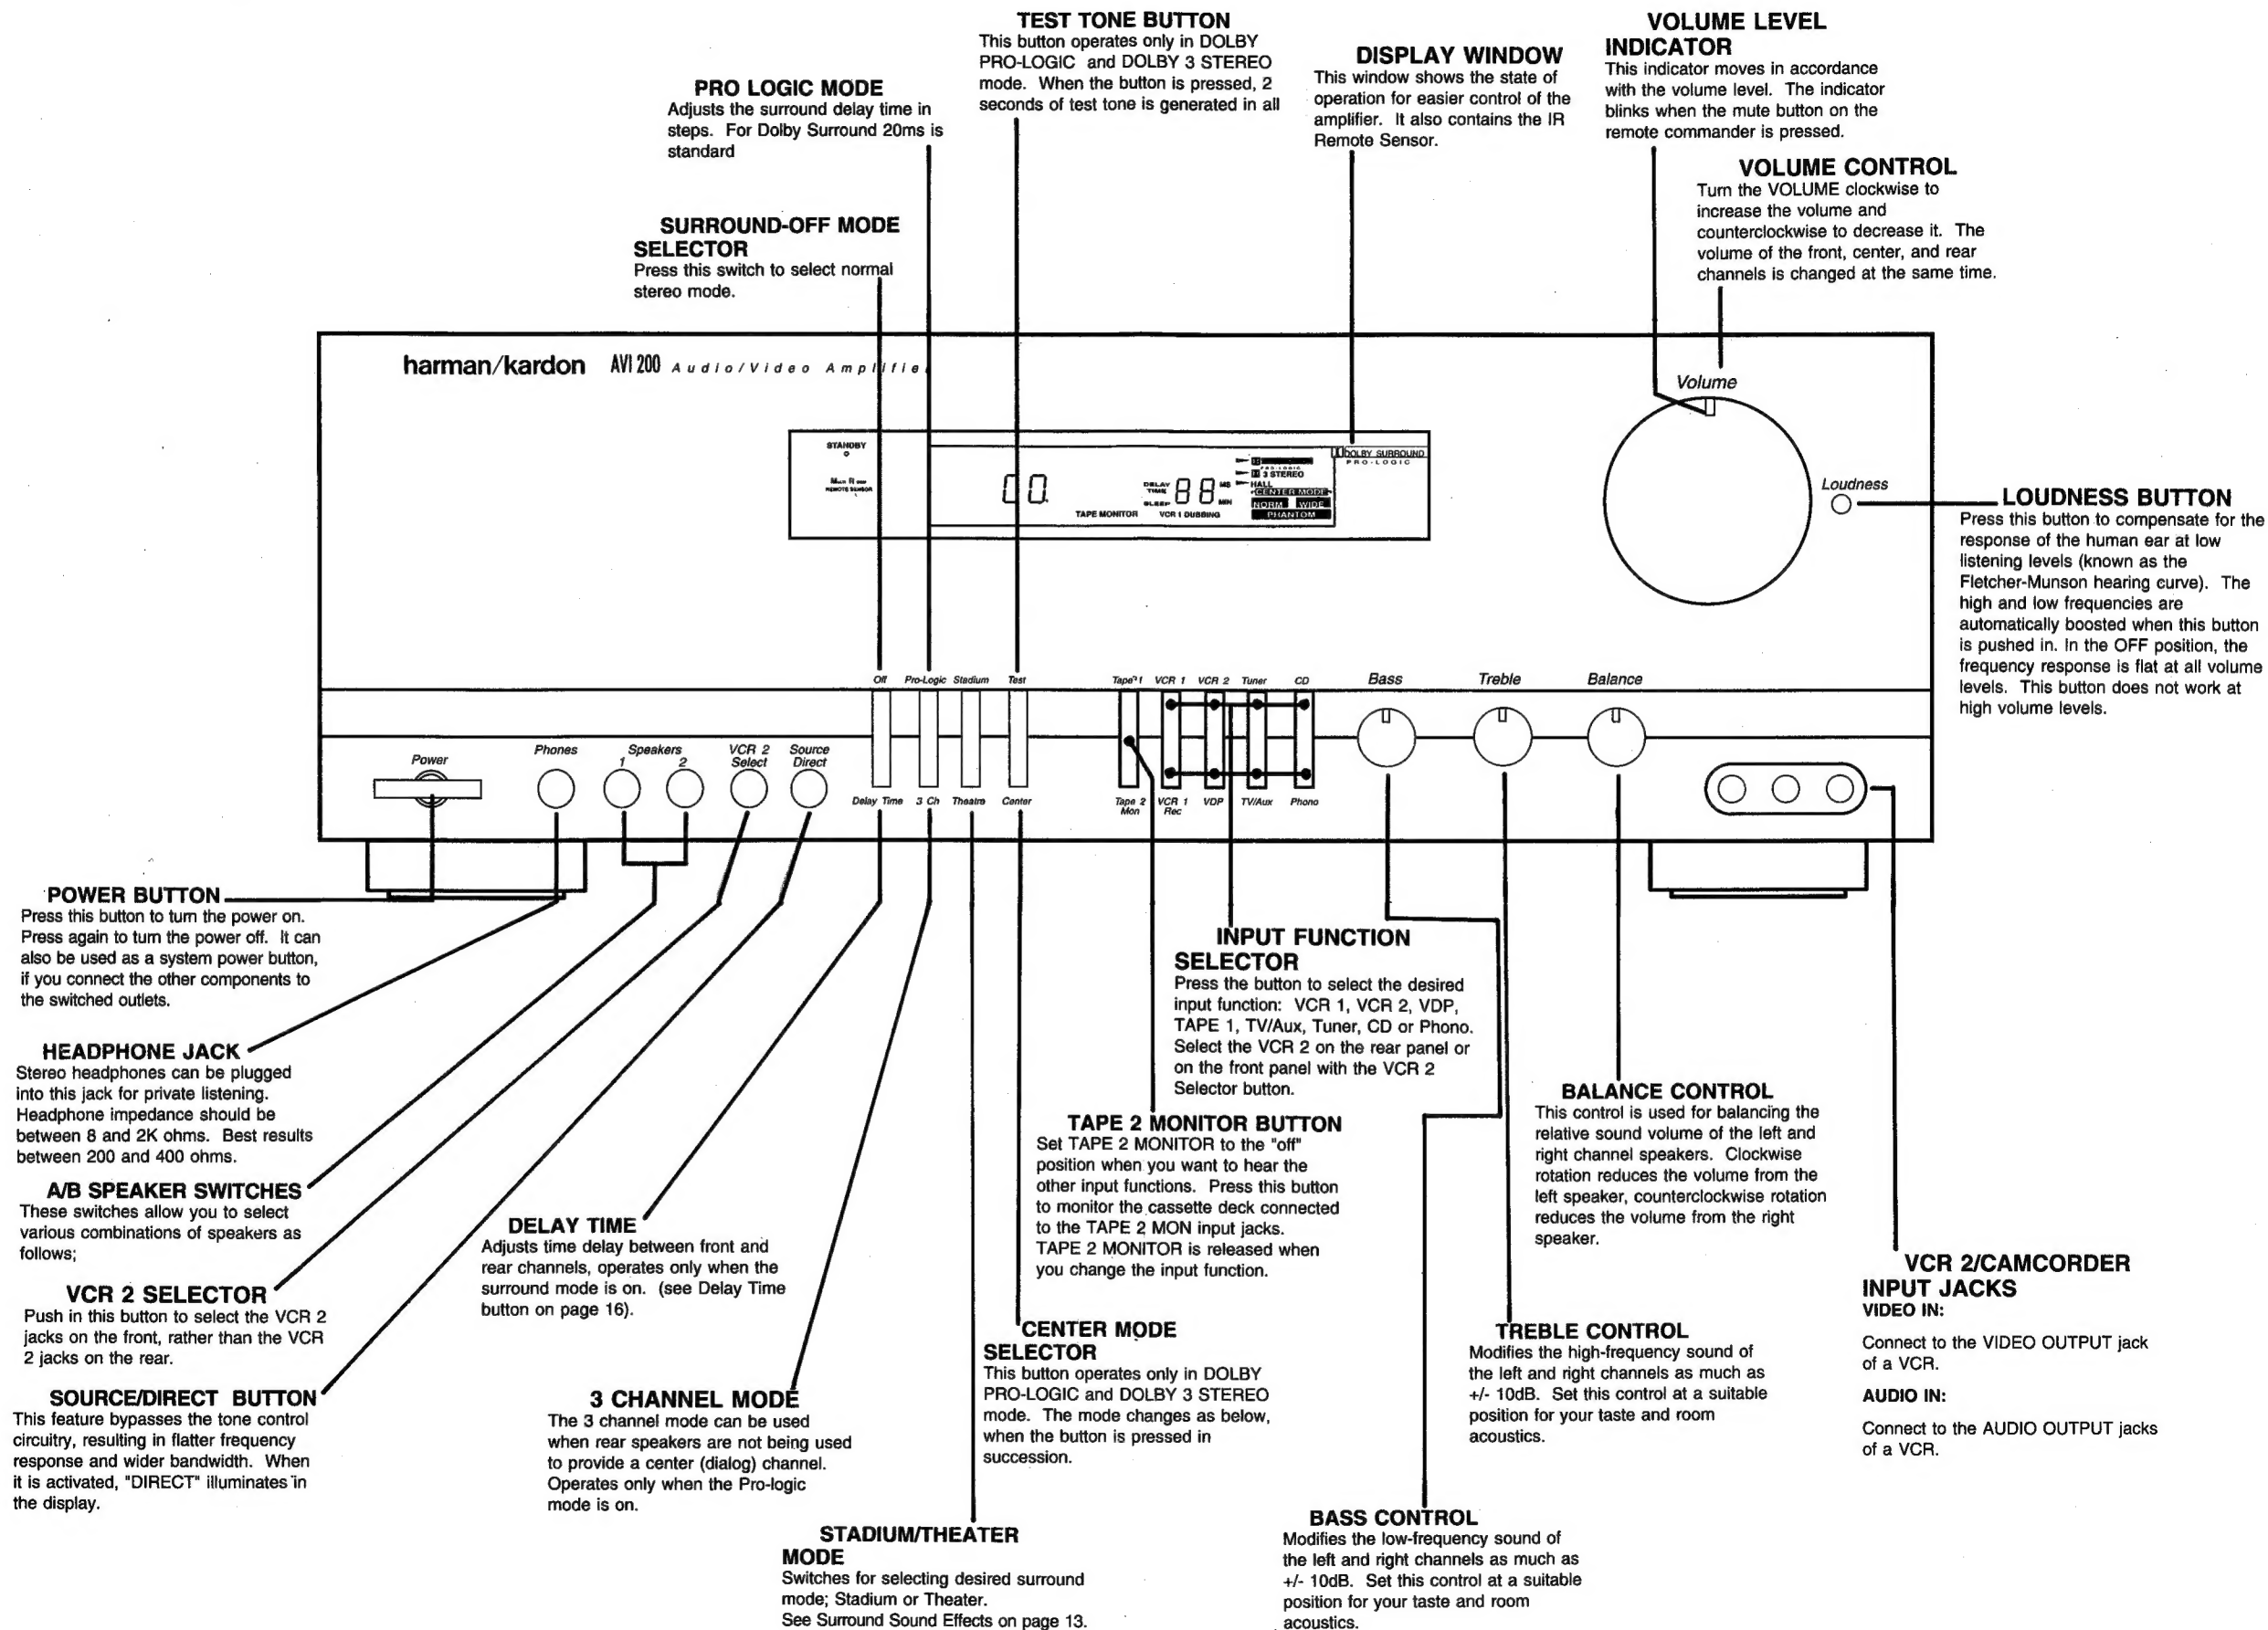 TEST TONE BUTTON
This button operates only in DOLBY
PRO-LOGIC and DOLBY 3 STEREO
mode. When the button is pressed, 2
seconds of test tone is generated in all
VOLUME LEVEL
INDICATOR
This indicator moves in accordance
with the volume level. The indicator
blinks when the mute button on the
remote commander is pressed.
DISPLAY WINDOW
This window shows the state of
operation for easier control of the
amplifier. It also contains the IR
Remote Sensor.
PRO LOGIC MODE
Adjusts the surround delay time in
steps. For Dolby Surround 20ms is
standard
VOLUME CONTROL
Turn the VOLUME clockwise to
increase the volume and
counterclockwise to decrease it. The
volume of the front, center, and rear
channels is changed at the same time.
SURROUND-OFF MODE
SELECTOR
Press this switch to select normal
stereo mode.
harman/kardon AVI 200 Audio/Video Amplifie
Volume
STANDBY
REMOTE SENSOR
DELAY
TIME
SLEEP
88
MS
MIN
TAPE MONITOR
VCR 1 DUBBING
PRO-LOGIC
3 STEREO
HALL
CENTER MODE
NORM WIDE
PHANTOM
DOLBY SURROUND
PRO-LOGIC
Loudness
LOUDNESS BUTTON
Press this button to compensate for the
response of the human ear at low
listening levels (known as the
Fletcher-Munson hearing curve). The
high and low frequencies are
automatically boosted when this button
is pushed in. In the OFF position, the
frequency response is flat at all volume
levels. This button does not work at
high volume levels.
Off Pro-Logic Stadium Test
Tape 1 VCR 1 VCR 2 Tuner CD
Bass Treble Balance
Power
Phones
Speakers
1 2
VCR 2
Select
Source
Direct
Delay Time 3 Ch Theatre Center
Tape 2
Mon
VCR 1
Rec
VDP TV/Aux Phono
POWER BUTTON
Press this button to turn the power on.
Press again to turn the power off. It can
also be used as a system power button,
if you connect the other components to
the switched outlets.
HEADPHONE JACK
Stereo headphones can be plugged
into this jack for private listening.
Headphone impedance should be
between 8 and 2K ohms. Best results
between 200 and 400 ohms.
A/B SPEAKER SWITCHES
These switches allow you to select
various combinations of speakers as
follows;
VCR 2 SELECTOR
Push in this button to select the VCR 2
jacks on the front, rather than the VCR
2 jacks on the rear.
SOURCE/DIRECT BUTTON
This feature bypasses the tone control
circuitry, resulting in flatter frequency
response and wider bandwidth. When
it is activated, "DIRECT" illuminates in
the display.
DELAY TIME
Adjusts time delay between front and
rear channels, operates only when the
surround mode is on. (see Delay Time
button on page 16).
3 CHANNEL MODE
The 3 channel mode can be used
when rear speakers are not being used
to provide a center (dialog) channel.
Operates only when the Pro-logic
mode is on.
STADIUM/THEATER
MODE
Switches for selecting desired surround
mode; Stadium or Theater.
See Surround Sound Effects on page 13.
INPUT FUNCTION
SELECTOR
Press the button to select the desired
input function: VCR 1, VCR 2, VDP,
TAPE 1, TV/Aux, Tuner, CD or Phono.
Select the VCR 2 on the rear panel or
on the front panel with the VCR 2
Selector button.
TAPE 2 MONITOR BUTTON
Set TAPE 2 MONITOR to the "off"
position when you want to hear the
other input functions. Press this button
to monitor the cassette deck connected
to the TAPE 2 MON input jacks.
TAPE 2 MONITOR is released when
you change the input function.
CENTER MODE
SELECTOR
This button operates only in DOLBY
PRO-LOGIC and DOLBY 3 STEREO
mode. The mode changes as below,
when the button is pressed in
succession.
BASS CONTROL
Modifies the low-frequency sound of
the left and right channels as much as
+/- 10dB. Set this control at a suitable
position for your taste and room
acoustics.
BALANCE CONTROL
This control is used for balancing the
relative sound volume of the left and
right channel speakers. Clockwise
rotation reduces the volume from the
left speaker, counterclockwise rotation
reduces the volume from the right
speaker.
TREBLE CONTROL
Modifies the high-frequency sound of
the left and right channels as much as
+/- 10dB. Set this control at a suitable
position for your taste and room
acoustics.
VCR 2/CAMCORDER
INPUT JACKS
VIDEO IN:
Connect to the VIDEO OUTPUT jack
of a VCR.
AUDIO IN:
Connect to the AUDIO OUTPUT jacks
of a VCR.